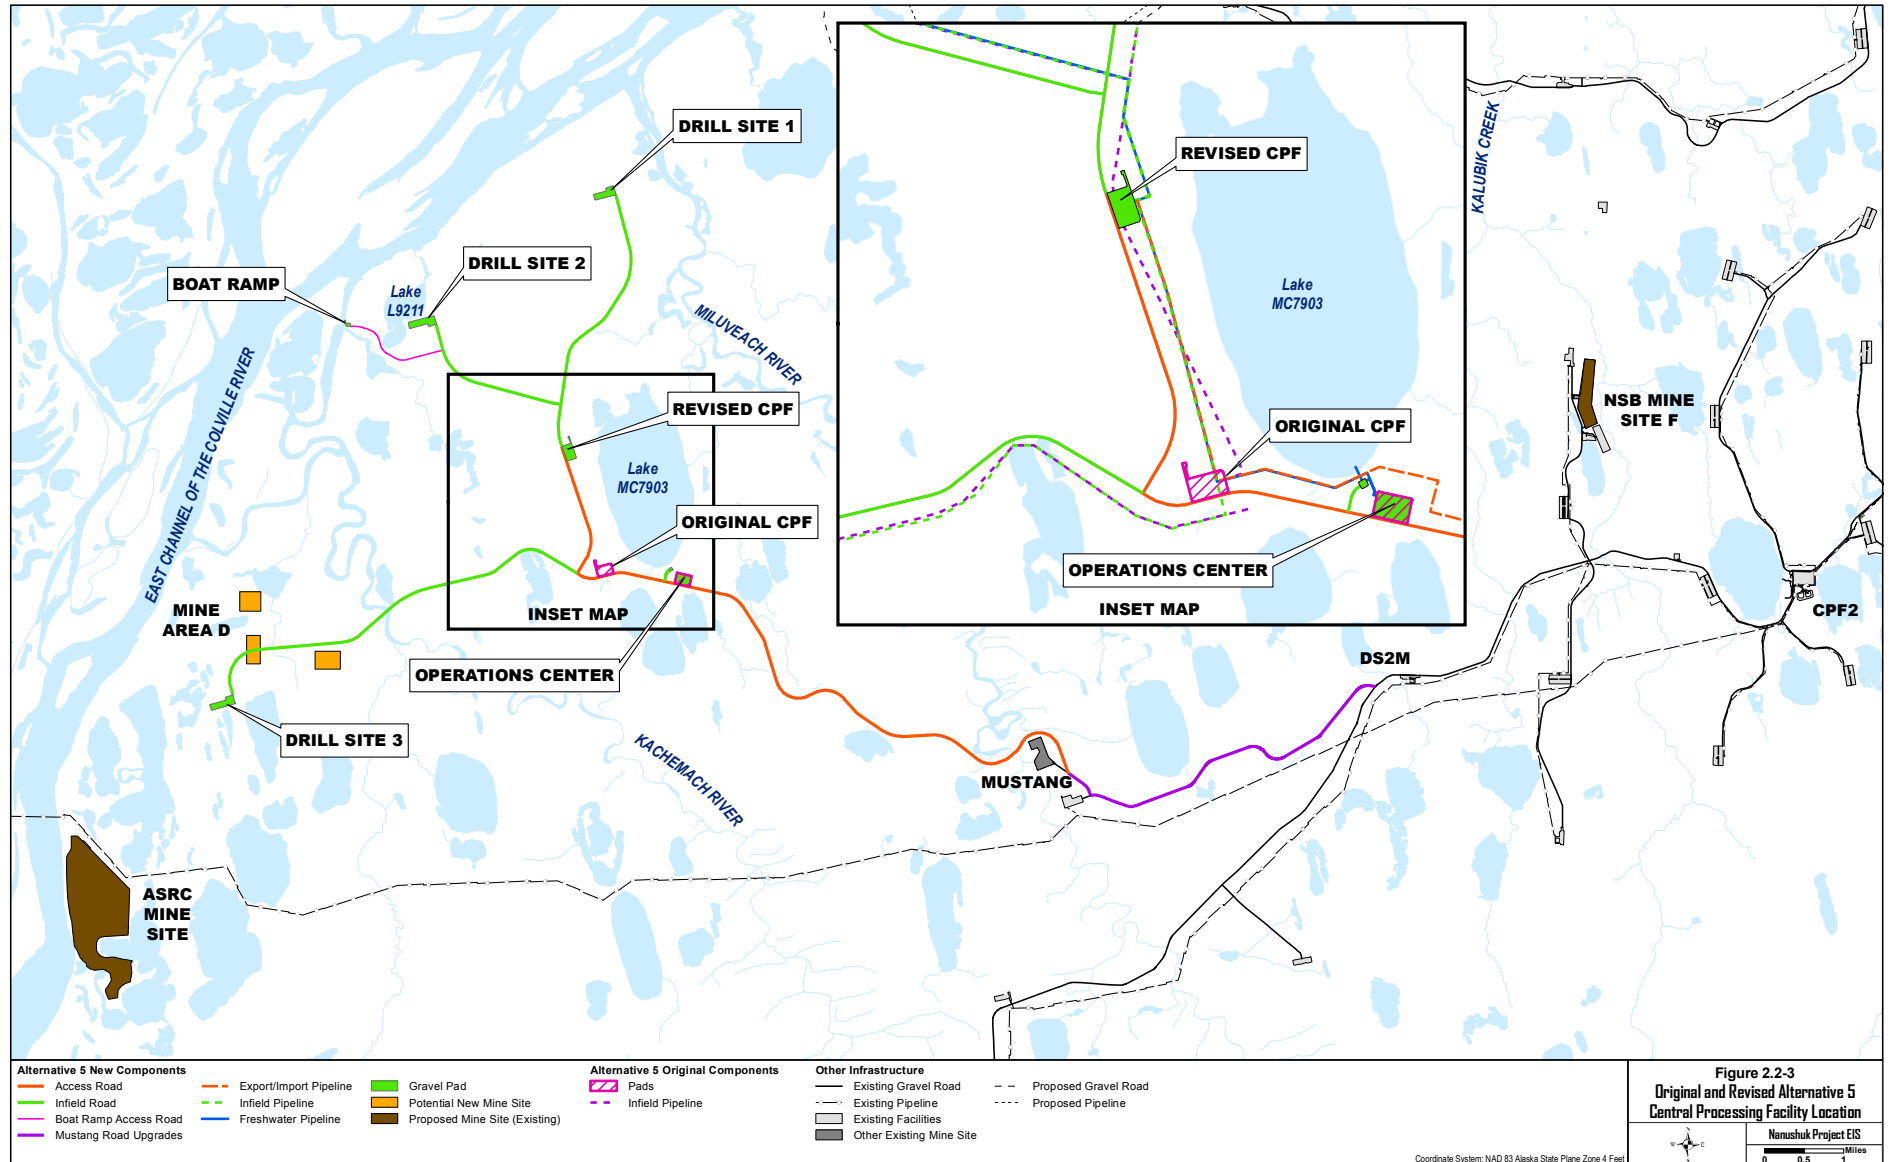 DRILL SITE 1
DRILL SITE 2
BOAT RAMP
Lake
L9211
MILUVEACH RIVER
EAST CHANNEL OF THE COLVILLE RIVER
REVISED CPF
Lake
MC7903
ORIGINAL CPF
INSET MAP
OPERATIONS CENTER
MINE
AREA D
DRILL SITE 3
KACHEMACH RIVER
MUSTANG
ASRC
MINE
SITE
REVISED CPF
Lake
MC7903
ORIGINAL CPF
OPERATIONS CENTER
INSET MAP
KALUBIK CREEK
NSB MINE
SITE F
CPF2
DS2M
Alternative 5 New Components
Access Road
Infield Road
Boat Ramp Access Road
Mustang Road Upgrades
Export/Import Pipeline
Infield Pipeline
Freshwater Pipeline
Gravel Pad
Potential New Mine Site
Proposed Mine Site (Existing)
Alternative 5 Original Components
Pads
Infield Pipeline
Other Infrastructure
Existing Gravel Road
Existing Pipeline
Existing Facilities
Other Existing Mine Site
Proposed Gravel Road
Proposed Pipeline
Coordinate System: NAD 83 Alaska State Plane Zone 4 Feet
Figure 2.2-3
Original and Revised Alternative 5
Central Processing Facility Location
Nanushuk Project EIS
Miles
0 0.5 1